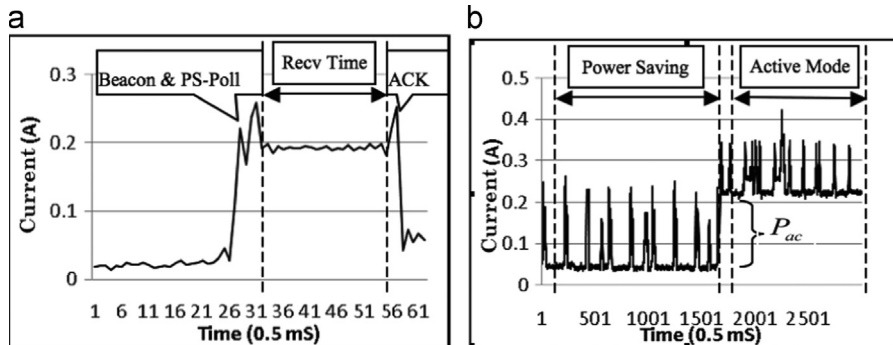 a
Recv Time
Beacon & PS-Poll
ACK
0.3
0.2
0.1
0
Current (A)
1 6 11 16 21 26 31 36 41 46 51 56 61
Time (0.5 mS)
b
Power Saving
Active Mode
0.5
0.4
0.3
0.2
0.1
0
Current (A)
P_ac
1 501 1001 1501 2001 2501
Time (0.5 mS)